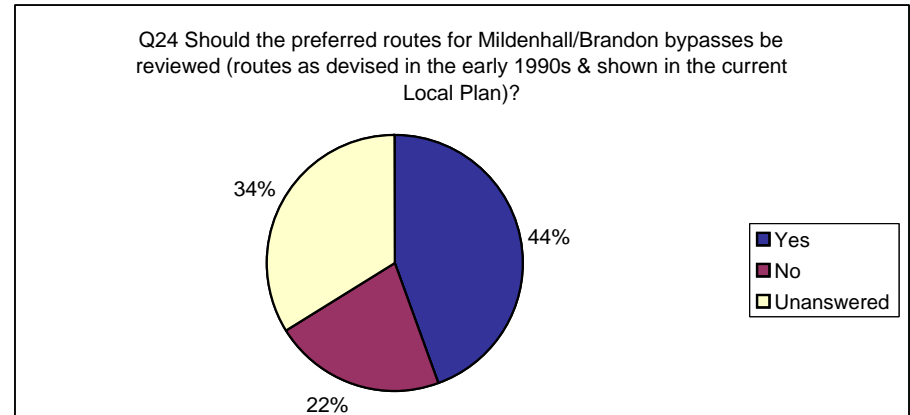 Q24 Should the preferred routes for Mildenhall/Brandon bypasses be
reviewed (routes as devised in the early 1990s & shown in the current
Local Plan)?
34%
44%
Yes
No
Unanswered
22%